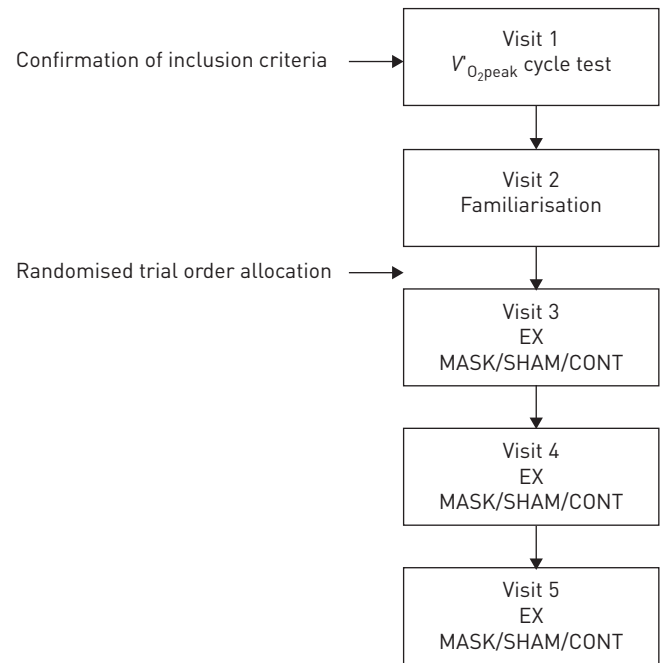 Confirmation of inclusion criteria
Visit 1
V̇O₂peak cycle test
Visit 2
Familiarisation
Randomised trial order allocation
Visit 3
EX
MASK/SHAM/CONT
Visit 4
EX
MASK/SHAM/CONT
Visit 5
EX
MASK/SHAM/CONT